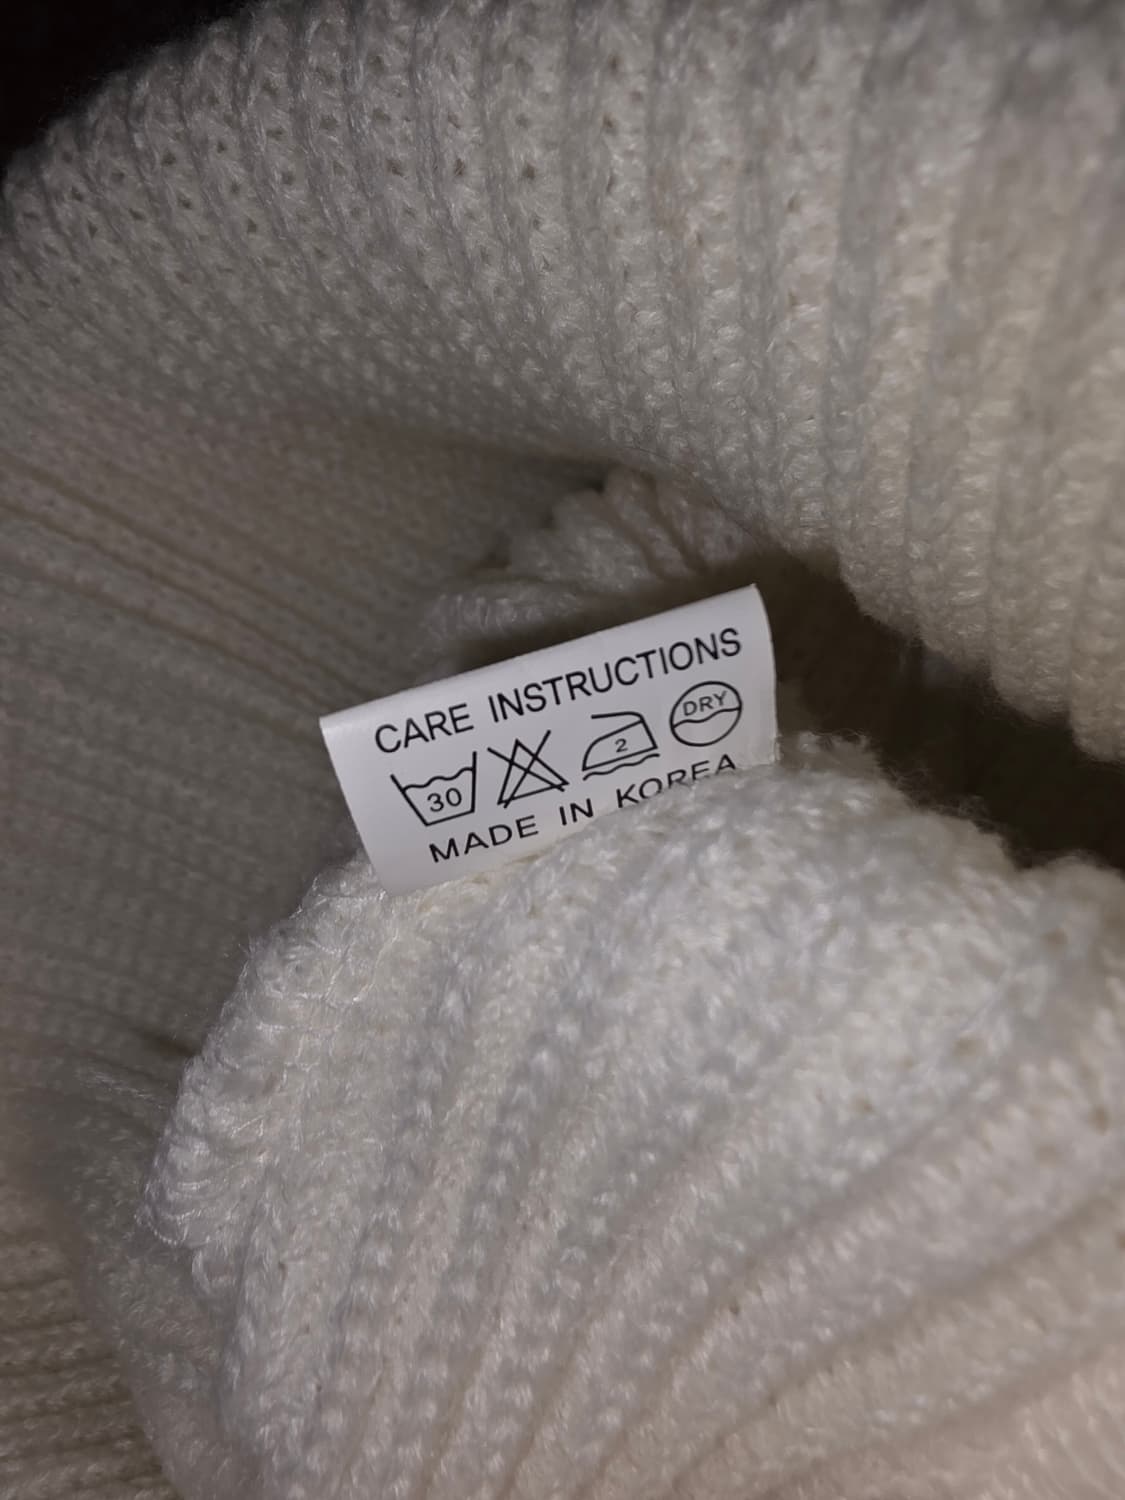 CARE INSTRUCTIONS
30 2 DRY
MADE IN KOREA